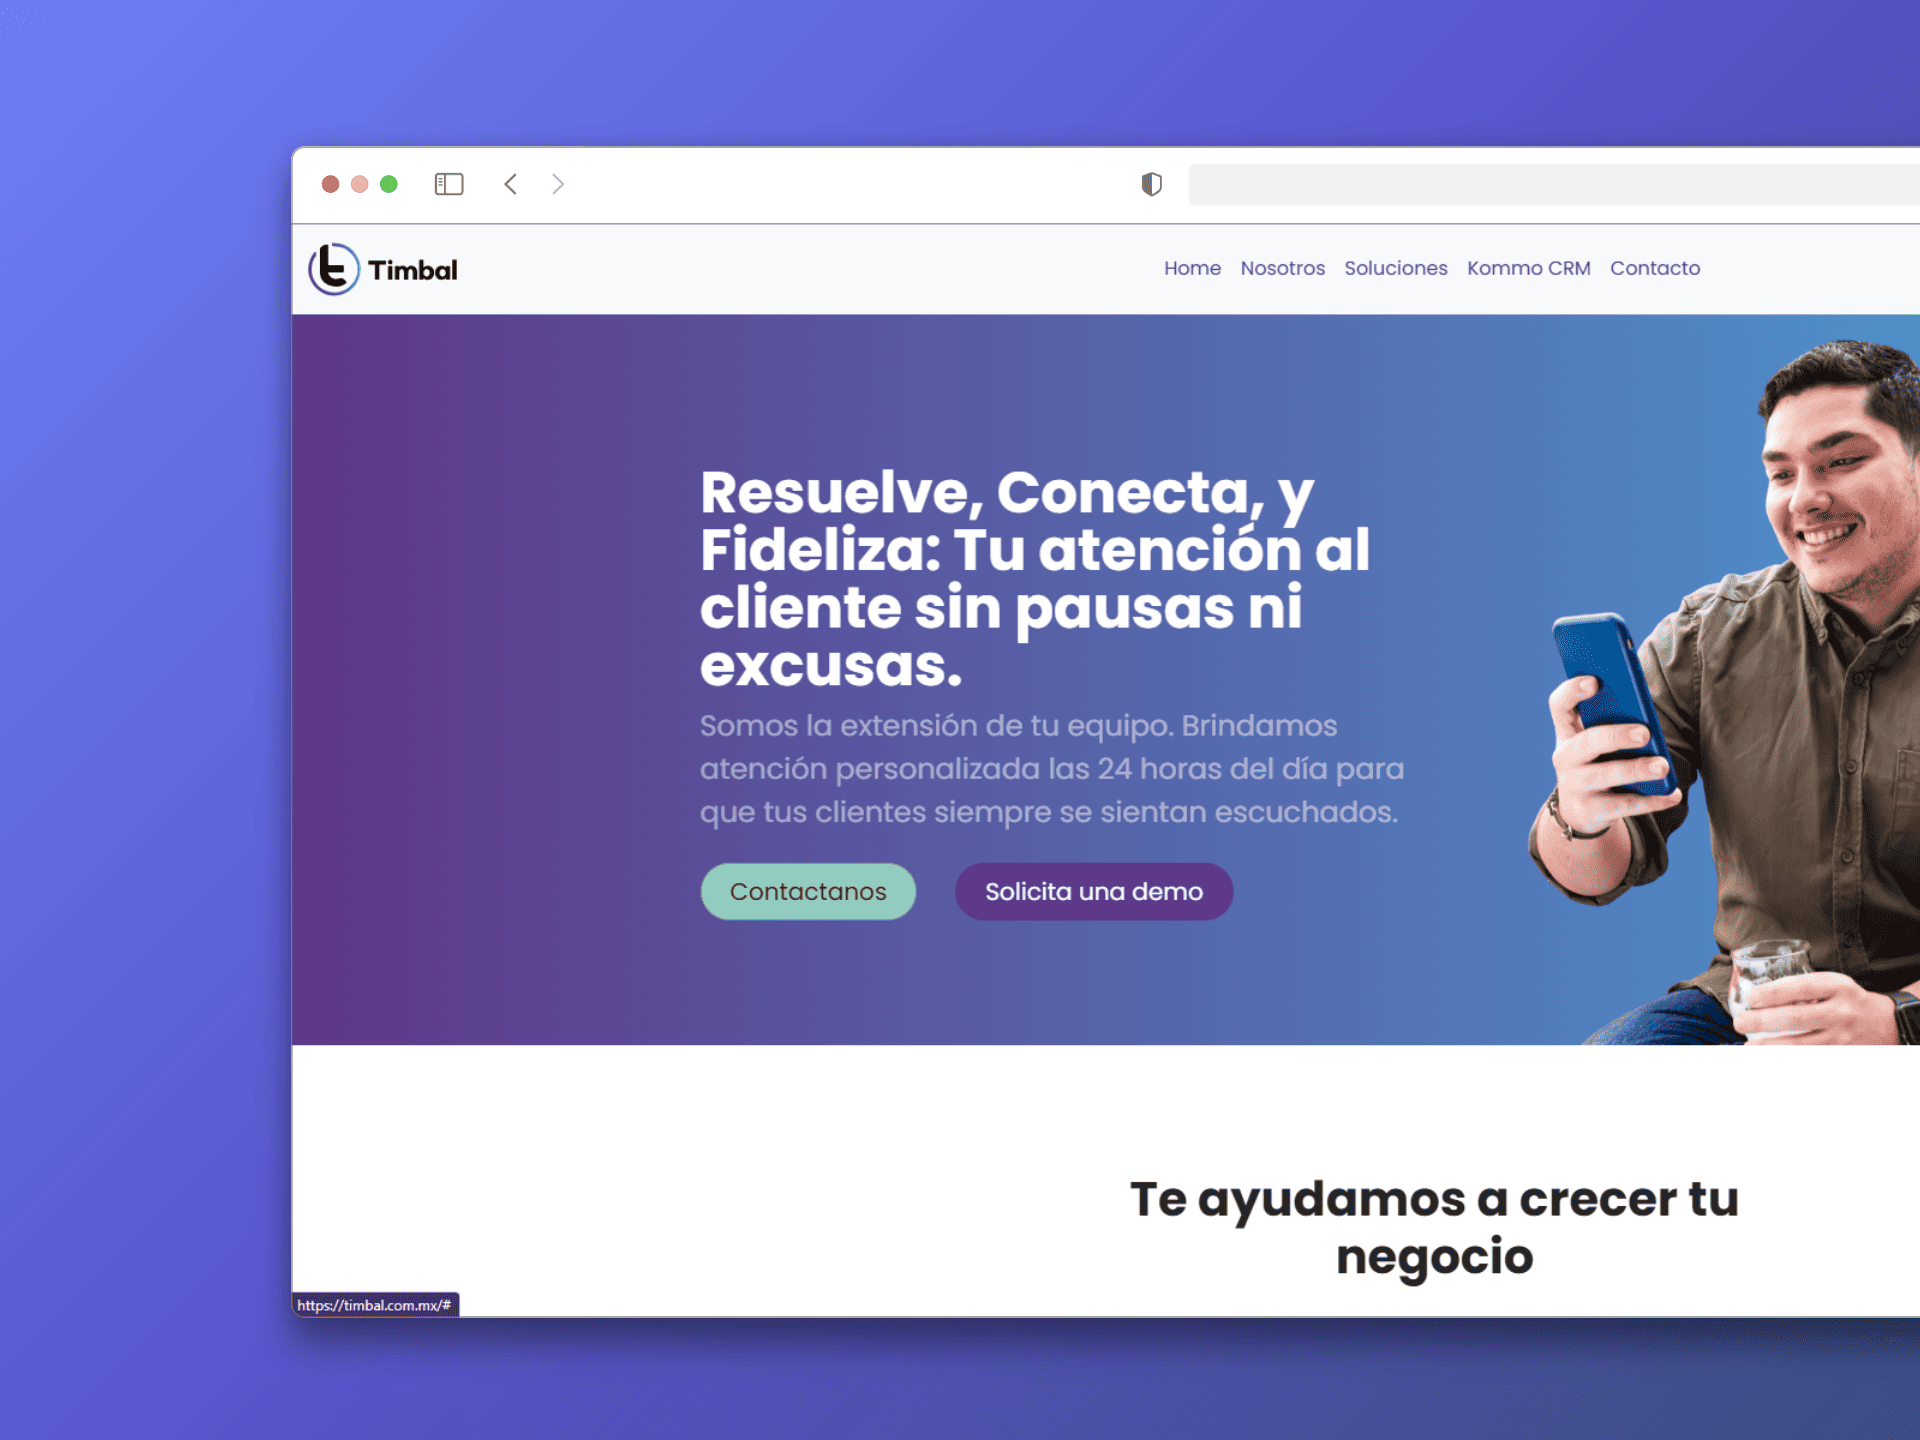 Timbal
Home Nosotros Soluciones Kommo CRM Contacto
Resuelve, Conecta, y
Fideliza: Tu atención al
cliente sin pausas ni
excusas.
Somos la extensión de tu equipo. Brindamos
atención personalizada las 24 horas del día para
que tus clientes siempre se sientan escuchados.
Contactanos Solicita una demo
Te ayudamos a crecer tu
negocio
https://timbal.com.mx/#